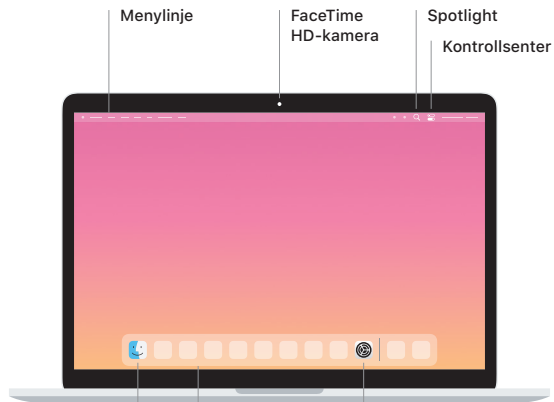 Menylinje
FaceTime
HD-kamera
Spotlight
Kontrollsenter